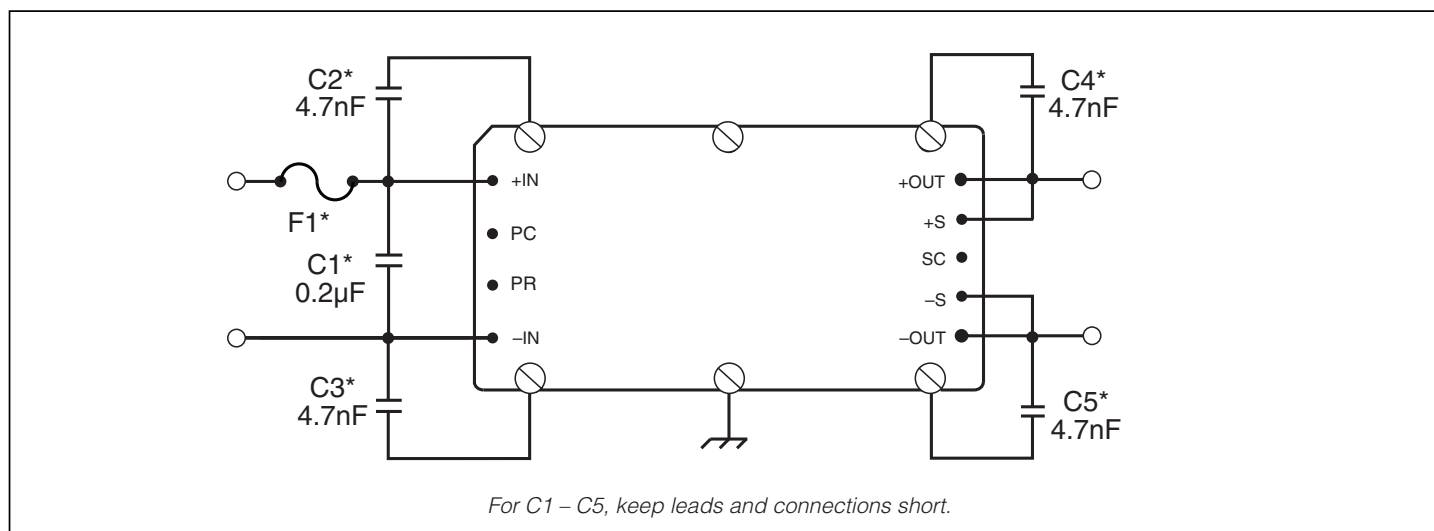 C2*
4.7nF
C4*
4.7nF
+IN
+OUT
F1*
+S
PC
C1*
0.2µF
SC
PR
–S
–IN
–OUT
C3*
4.7nF
C5*
4.7nF
For C1 – C5, keep leads and connections short.